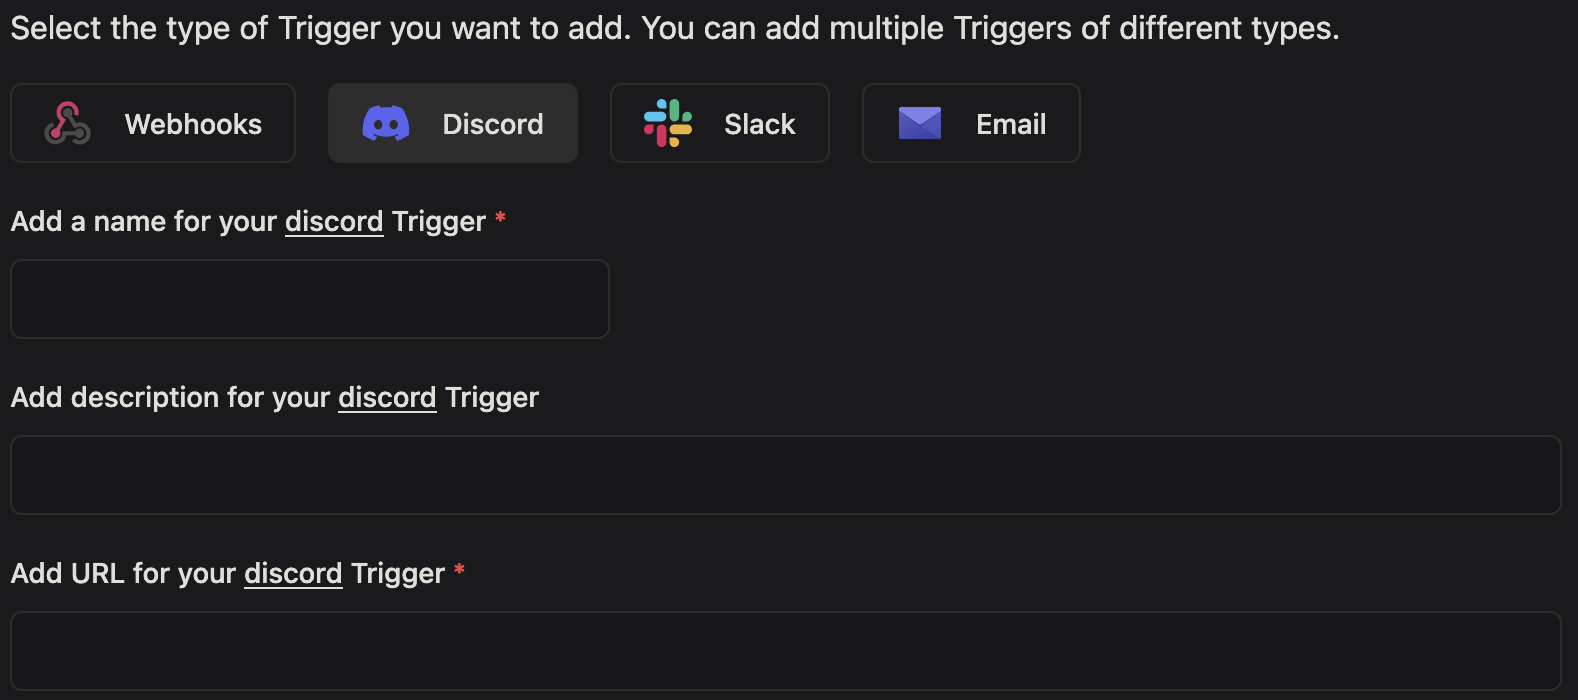 Select the type of Trigger you want to add. You can add multiple Triggers of different types.
Webhooks Discord Slack Email
Add a name for your discord Trigger *
Add description for your discord Trigger
Add URL for your discord Trigger *